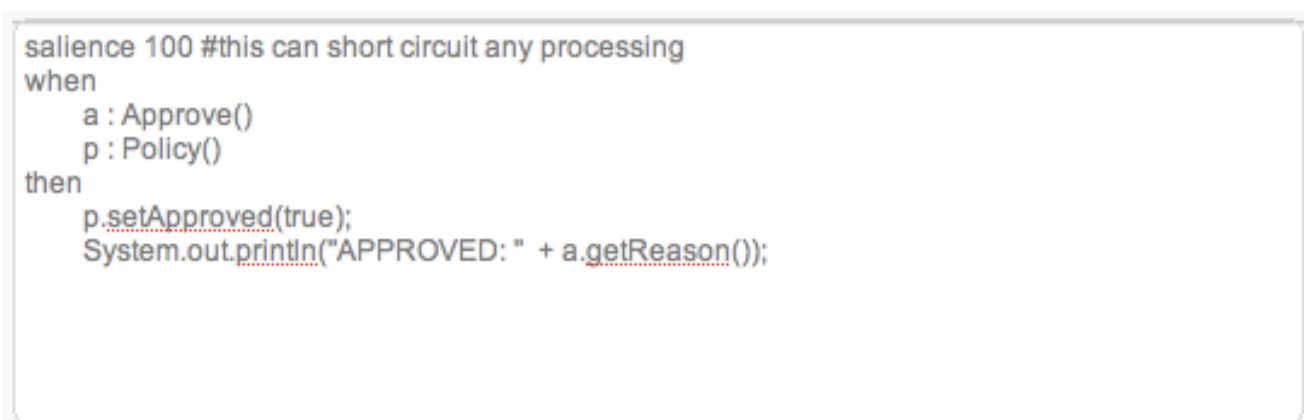 salience 100 #this can short circuit any processing
when
a : Approve()
p : Policy()
then
p.setApproved(true);
System.out.println("APPROVED: " + a.getReason());